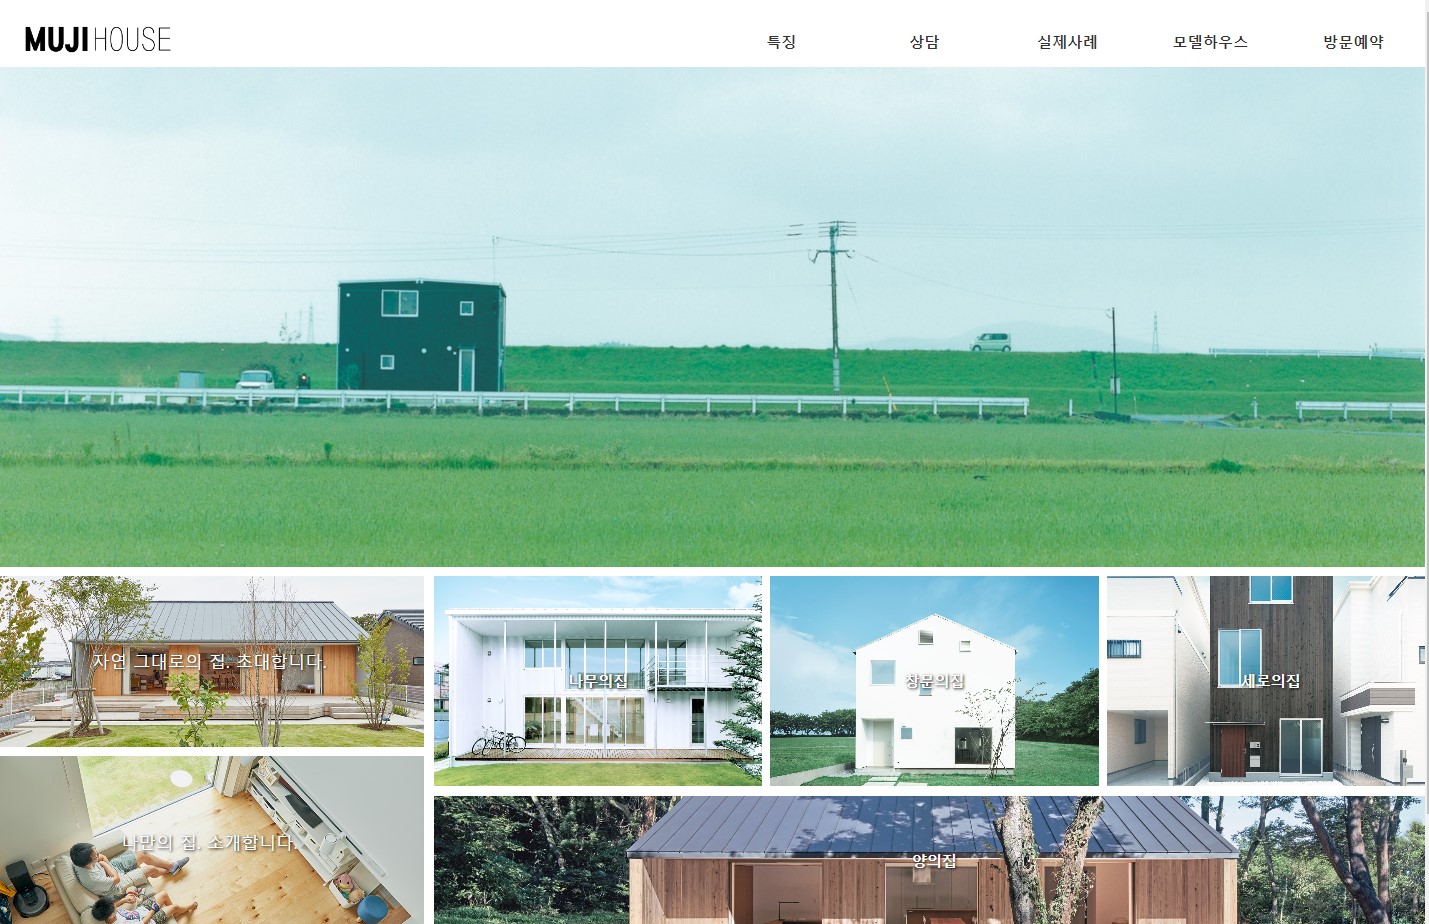 MUJI HOUSE
특징
상담
실제사례
모델하우스
방문예약
자연 그대로의 집. 초대합니다.
나무의집
창문의집
세로의집
나만의 집. 소개합니다.
양의집